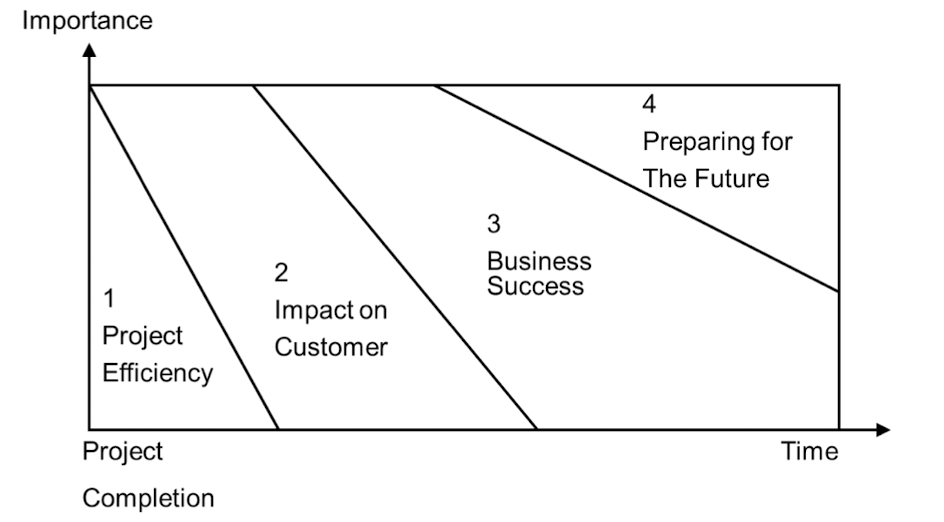 Importance
4
Preparing for
The Future
3
Business
Success
2
Impact on
Customer
1
Project
Efficiency
Project
Completion
Time